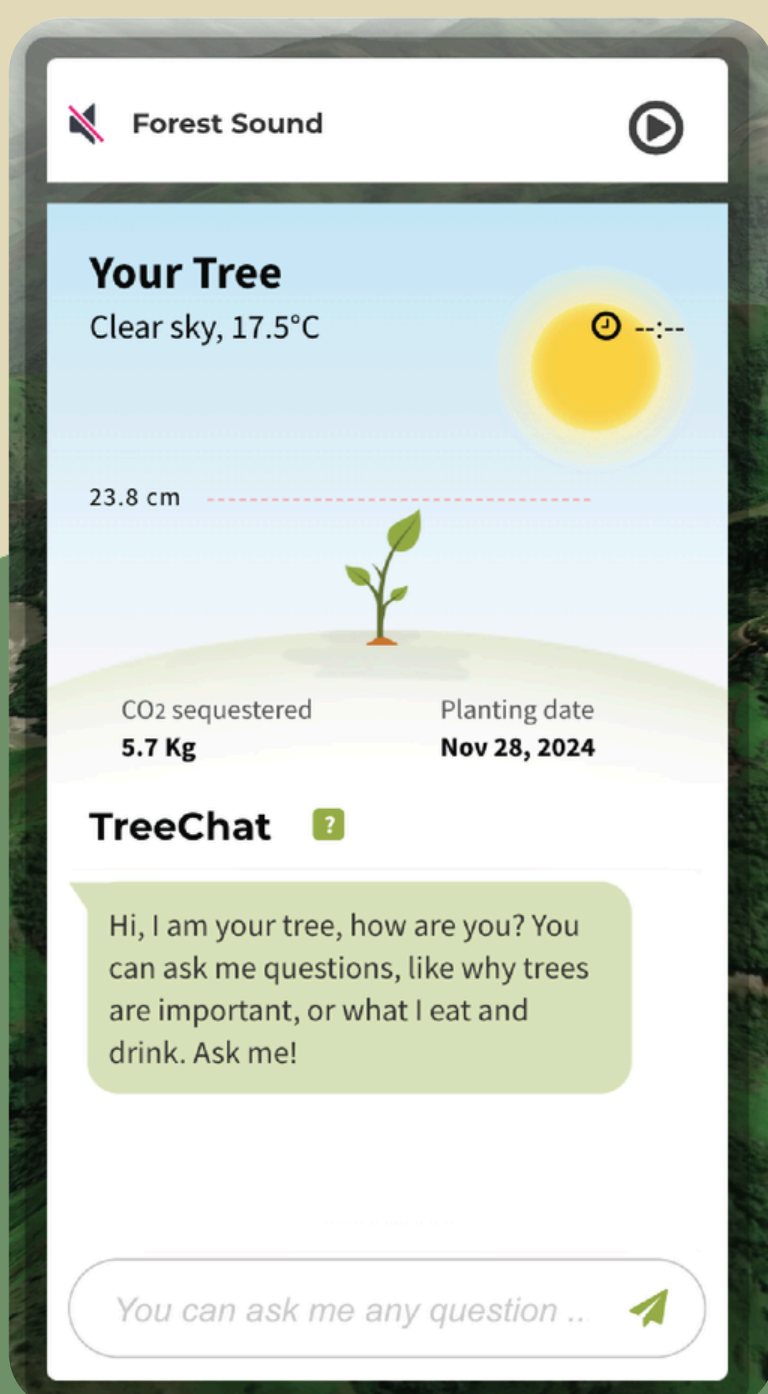 Forest Sound
Your Tree
Clear sky, 17.5°C
--:--
23.8 cm
CO2 sequestered
5.7 Kg
Planting date
Nov 28, 2024
TreeChat
?
Hi, I am your tree, how are you? You
can ask me questions, like why trees
are important, or what I eat and
drink. Ask me!
You can ask me any question ..